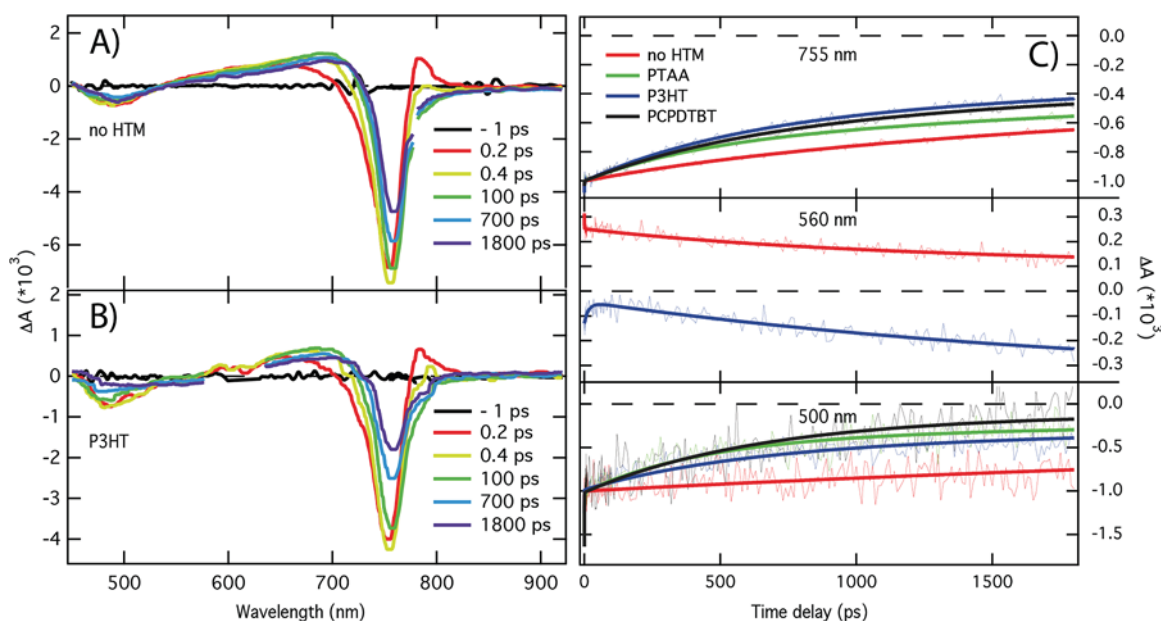 A)
2
0
-2
-4
-6
ΔA (*10³)
no HTM
- 1 ps
0.2 ps
0.4 ps
100 ps
700 ps
1800 ps
B)
2
1
0
-1
-2
-3
-4
ΔA (*10³)
P3HT
- 1 ps
0.2 ps
0.4 ps
100 ps
700 ps
1800 ps
500
600
700
800
900
Wavelength (nm)
C)
755 nm
no HTM
PTAA
P3HT
PCPDTBT
0.0
-0.2
-0.4
-0.6
-0.8
-1.0
560 nm
0.3
0.2
0.1
0.0
-0.1
-0.2
-0.3
ΔA (*10³)
500 nm
0.0
-0.5
-1.0
-1.5
0
500
1000
1500
Time delay (ps)